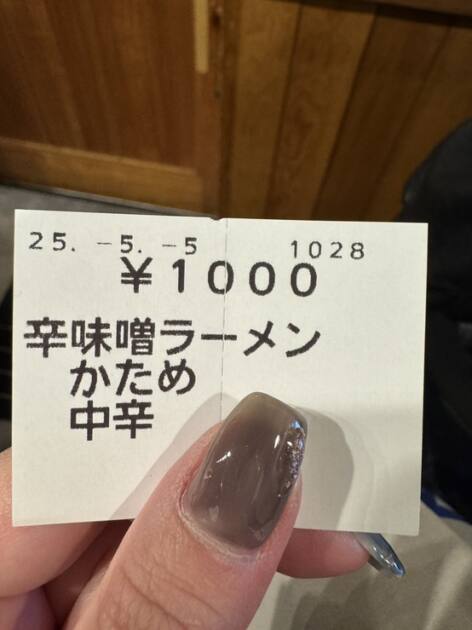 25. -5. -5 1028
¥1000
辛味噌ラーメン
かため
中辛